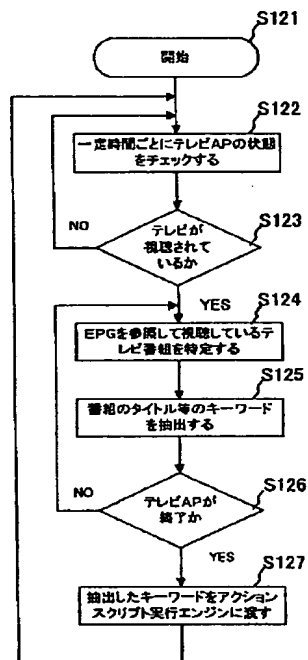 S121
開始
S122
一定時間ごとにテレビAPの状態
をチェックする
S123
テレビが
視聴されて
いるか
NO
YES
S124
EPGを参照して視聴しているテ
レビ番組を特定する
S125
番組のタイトル等のキーワード
を抽出する
S126
テレビAPが
終了か
NO
YES
S127
抽出したキーワードをアクション
スクリプト実行エンジンに渡す